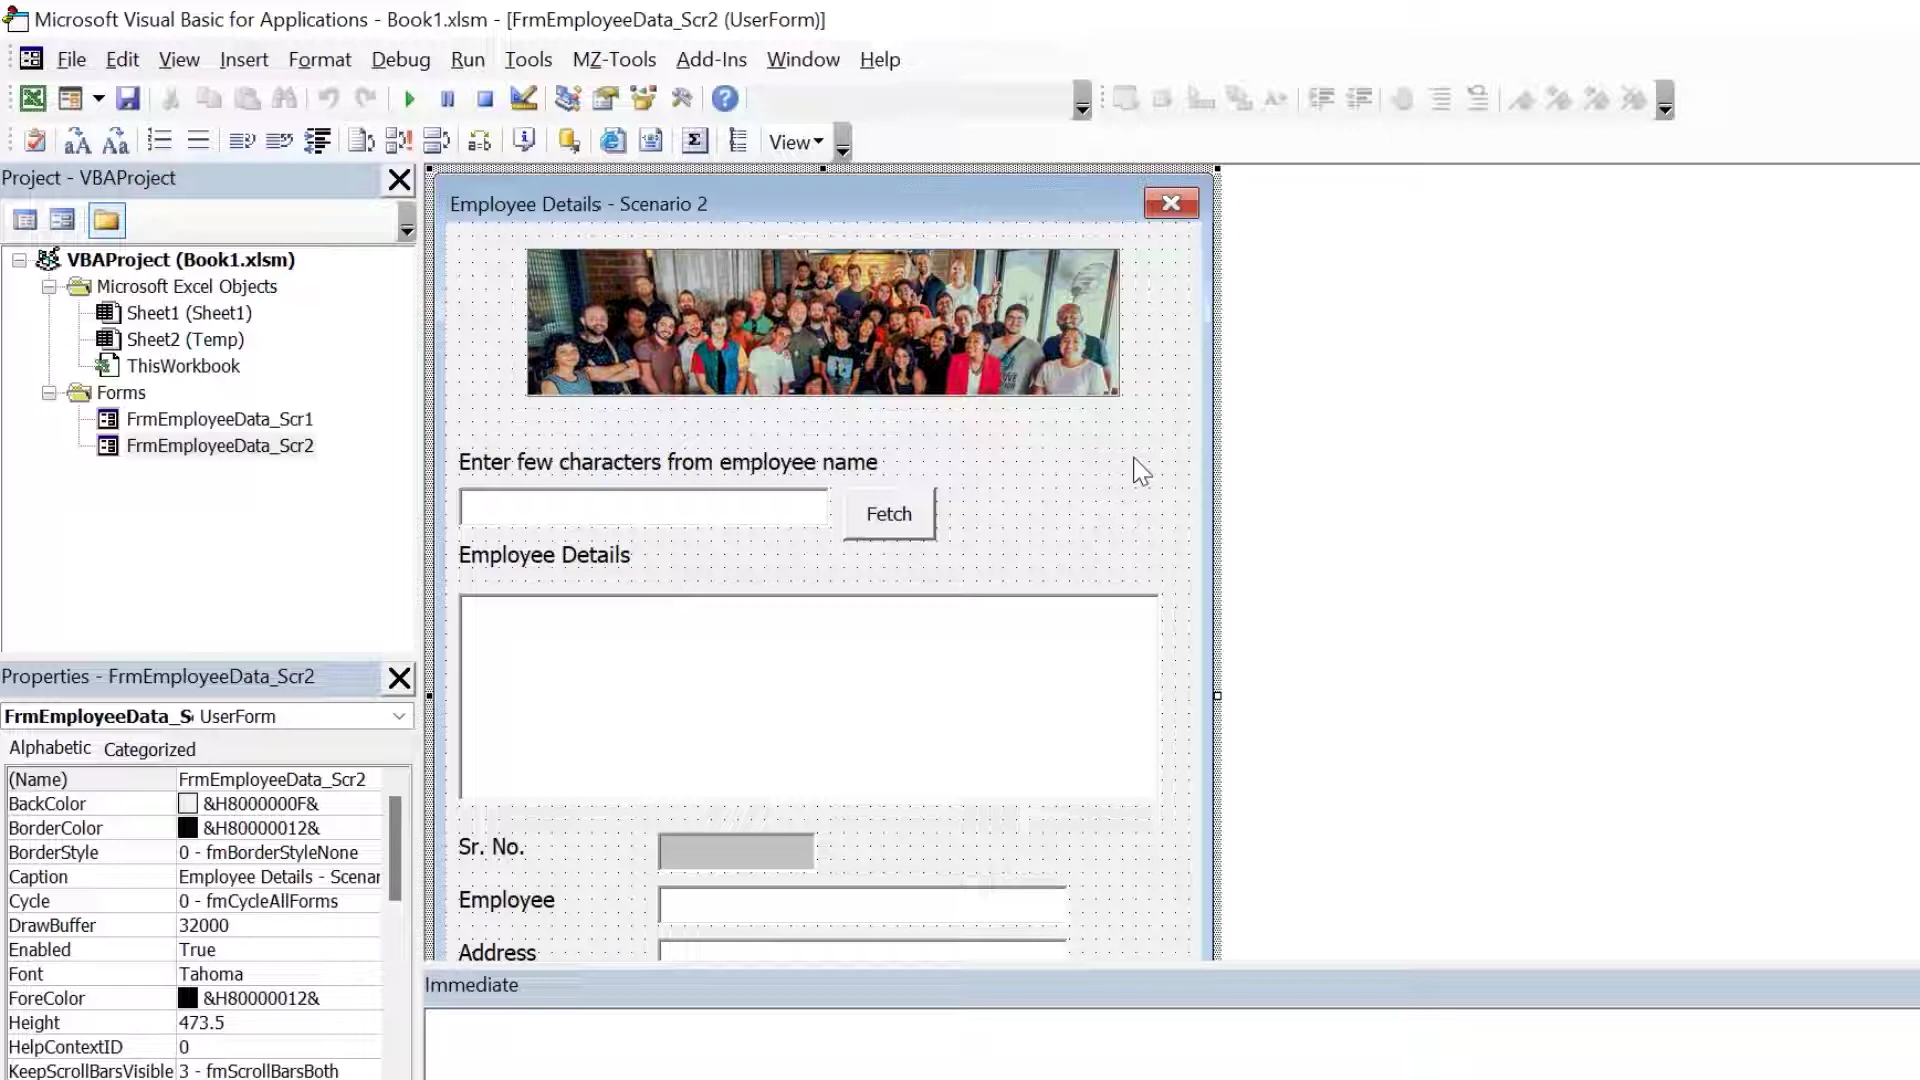 Microsoft Visual Basic for Applications - Book1.xlsm - [FrmEmployeeData_Scr2 (UserForm)]
File Edit View Insert Format Debug Run Tools MZ-Tools Add-Ins Window Help
View
Project - VBAProject
VBAProject (Book1.xlsm)
Microsoft Excel Objects
Sheet1 (Sheet1)
Sheet2 (Temp)
ThisWorkbook
Forms
FrmEmployeeData_Scr1
FrmEmployeeData_Scr2
Properties - FrmEmployeeData_Scr2
FrmEmployeeData_S UserForm
Alphabetic Categorized
(Name) FrmEmployeeData_Scr2
BackColor &H8000000F&
BorderColor &H80000012&
BorderStyle 0 - fmBorderStyleNone
Caption Employee Details - Scenar
Cycle 0 - fmCycleAllForms
DrawBuffer 32000
Enabled True
Font Tahoma
ForeColor &H80000012&
Height 473.5
HelpContextID 0
KeepScrollBarsVisible 3 - fmScrollBarsBoth
Employee Details - Scenario 2
Enter few characters from employee name
Fetch
Employee Details
Sr. No.
Employee
Address
Immediate